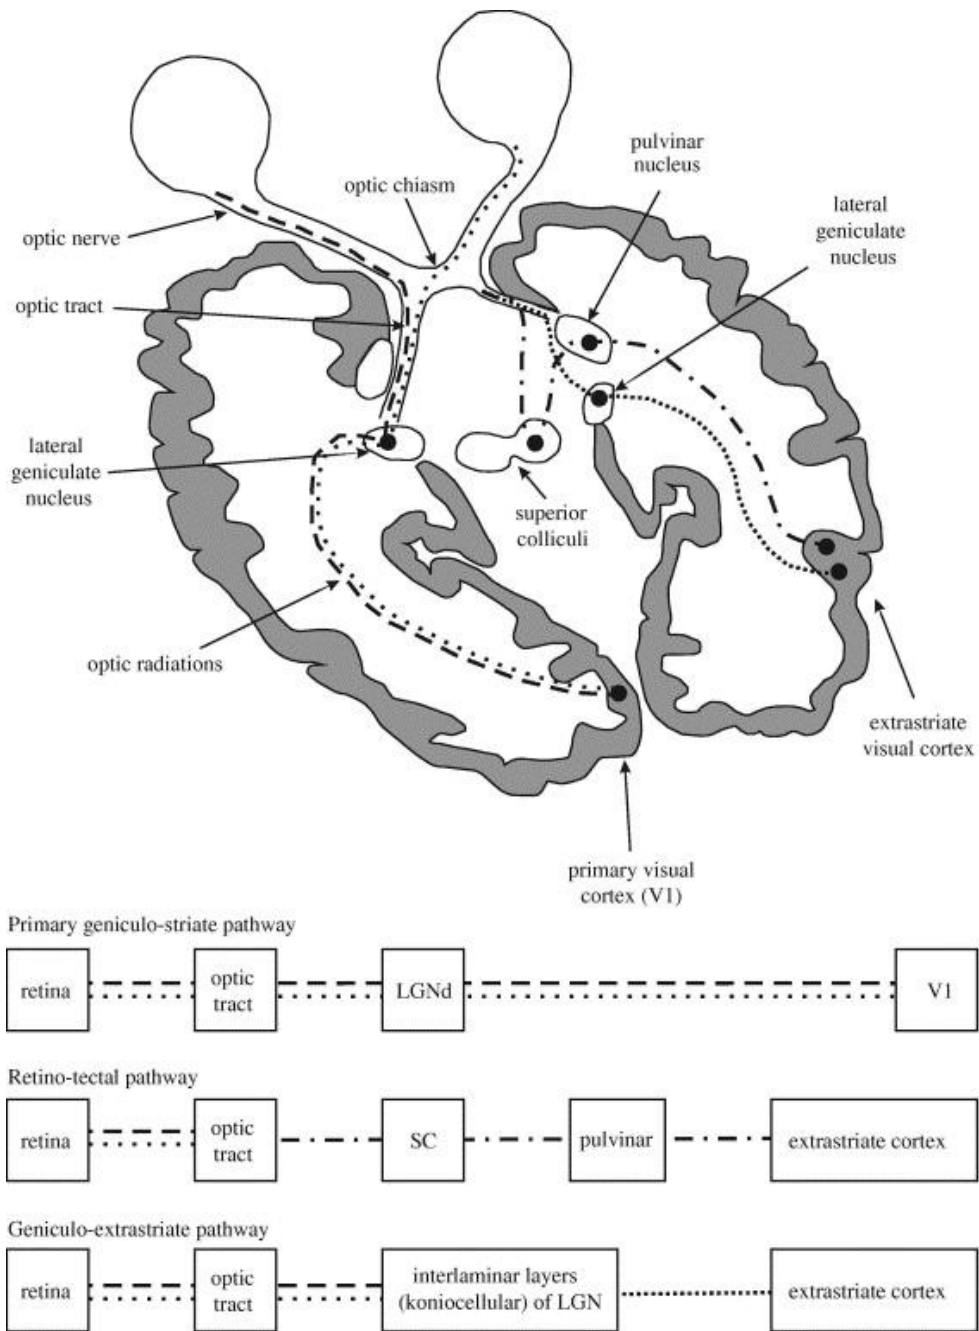 pulvinar
nucleus
optic chiasm
lateral
geniculate
nucleus
optic nerve
optic tract
lateral
geniculate
nucleus
superior
colliculi
optic radiations
extrastriate
visual cortex
primary visual
cortex (V1)
Primary geniculo-striate pathway
retina
optic
tract
LGNd
V1
Retino-tectal pathway
retina
optic
tract
SC
pulvinar
extrastriate cortex
Geniculo-extrastriate pathway
retina
optic
tract
interlaminar layers
(koniocellular) of LGN
extrastriate cortex